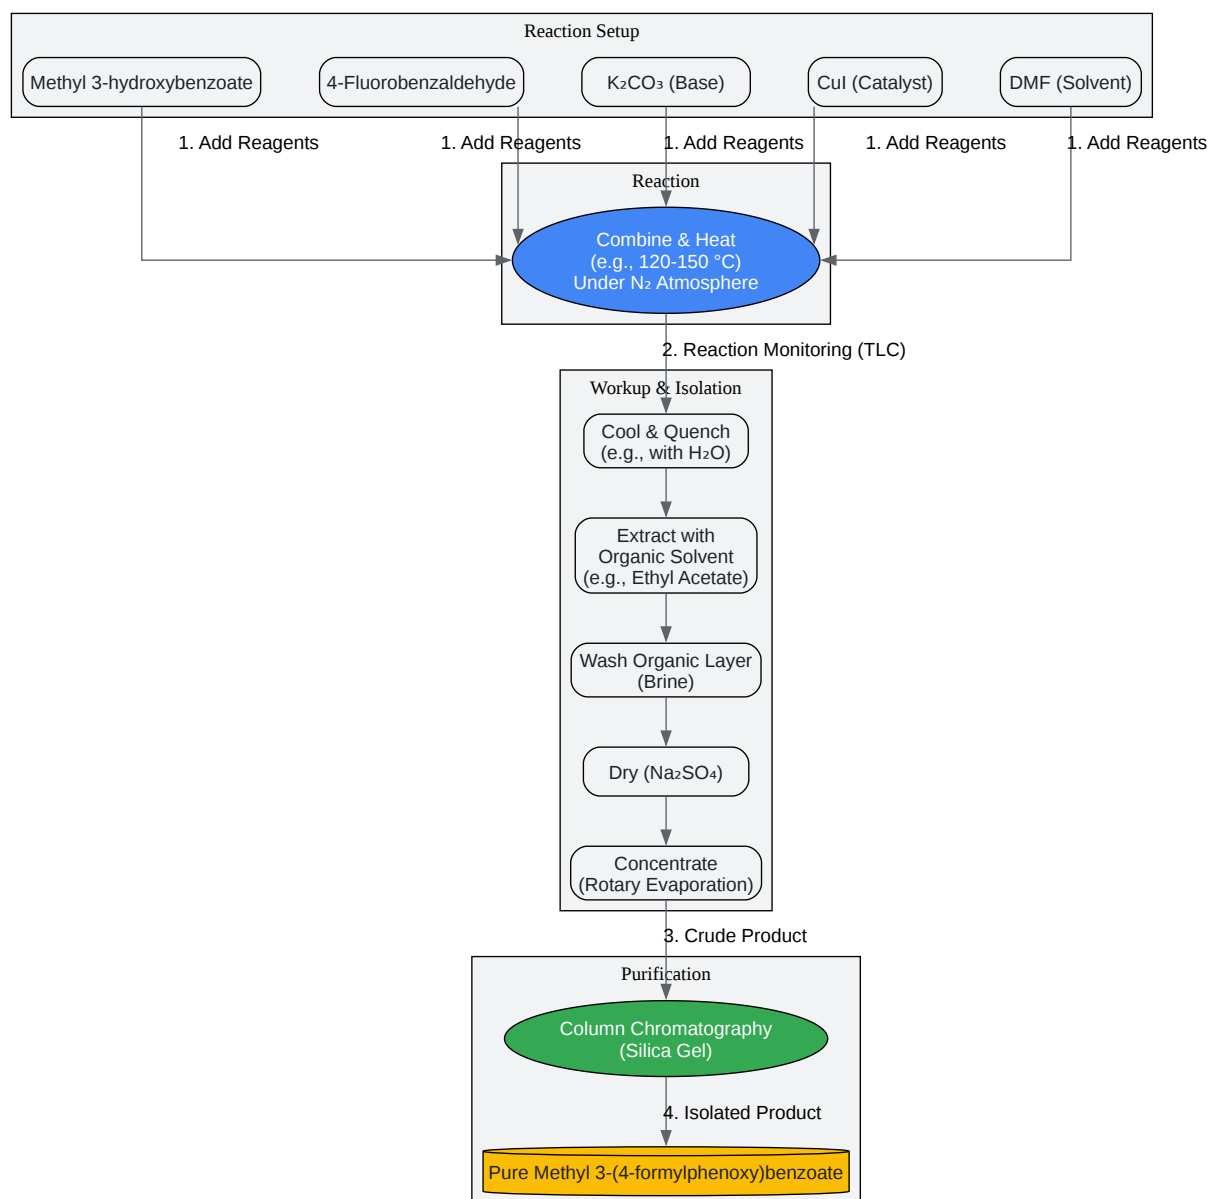 Reaction Setup
Methyl 3-hydroxybenzoate
4-Fluorobenzaldehyde
K₂CO₃ (Base)
CuI (Catalyst)
DMF (Solvent)
1. Add Reagents
1. Add Reagents
1. Add Reagents
1. Add Reagents
1. Add Reagents
Reaction
Combine & Heat
(e.g., 120-150 °C)
Under N₂ Atmosphere
2. Reaction Monitoring (TLC)
Workup & Isolation
Cool & Quench
(e.g., with H₂O)
Extract with
Organic Solvent
(e.g., Ethyl Acetate)
Wash Organic Layer
(Brine)
Dry (Na₂SO₄)
Concentrate
(Rotary Evaporation)
3. Crude Product
Purification
Column Chromatography
(Silica Gel)
4. Isolated Product
Pure Methyl 3-(4-formylphenoxy)benzoate